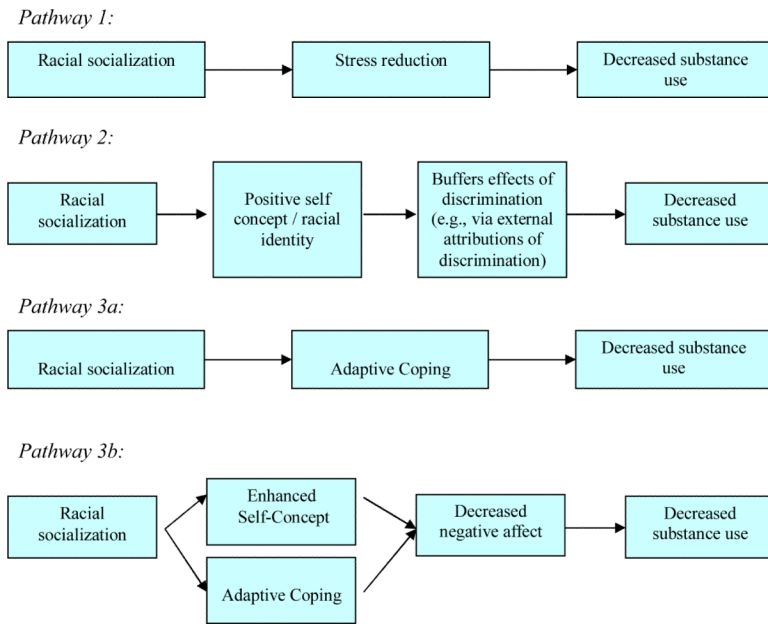 Pathway 1:
Racial socialization
Stress reduction
Decreased substance
use
Pathway 2:
Racial
socialization
Positive self
concept / racial
identity
Buffers effects of
discrimination
(e.g., via external
attributions of
discrimination)
Decreased
substance use
Pathway 3a:
Racial socialization
Adaptive Coping
Decreased substance
use
Pathway 3b:
Racial
socialization
Enhanced
Self-Concept
Adaptive Coping
Decreased
negative affect
Decreased
substance use